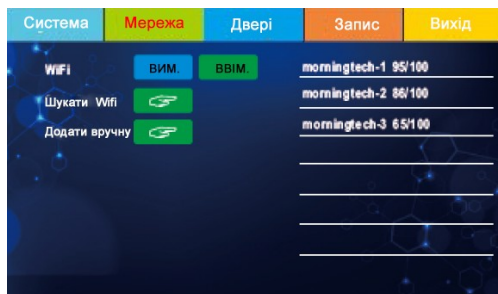 Система Мережа Двері Запис Вихід
WiFi ВИМ. ВВІМ.
Шукати Wifi
Додати вручну
morningtech-1 95/100
morningtech-2 86/100
morningtech-3 65/100